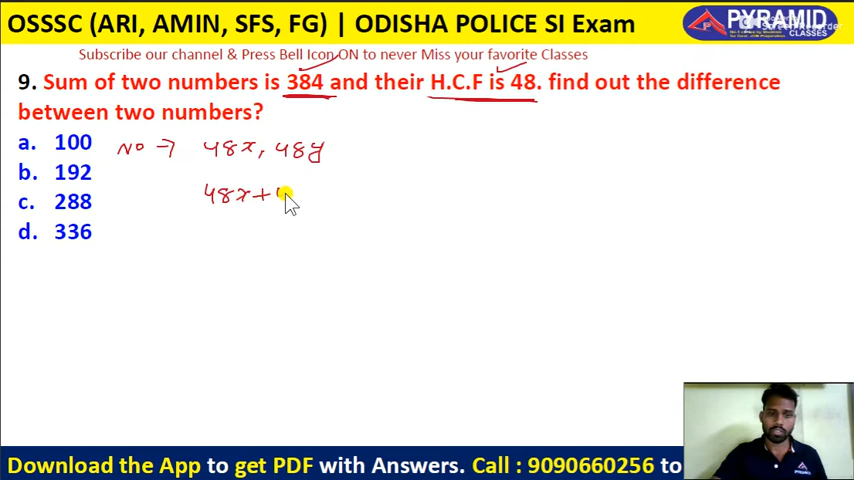 OSSSC (ARI, AMIN, SFS, FG) | ODISHA POLICE SI Exam
PYRAMID
CLASSES
Subscribe our channel & Press Bell Icon ON to never Miss your favorite Classes
9. Sum of two numbers is 384 and their H.C.F is 48. find out the difference
between two numbers?
a. 100
No → 48x, 48y
b. 192
48x+
c. 288
d. 336
PYRAMID
Download the App to get PDF with Answers. Call : 9090660256 to